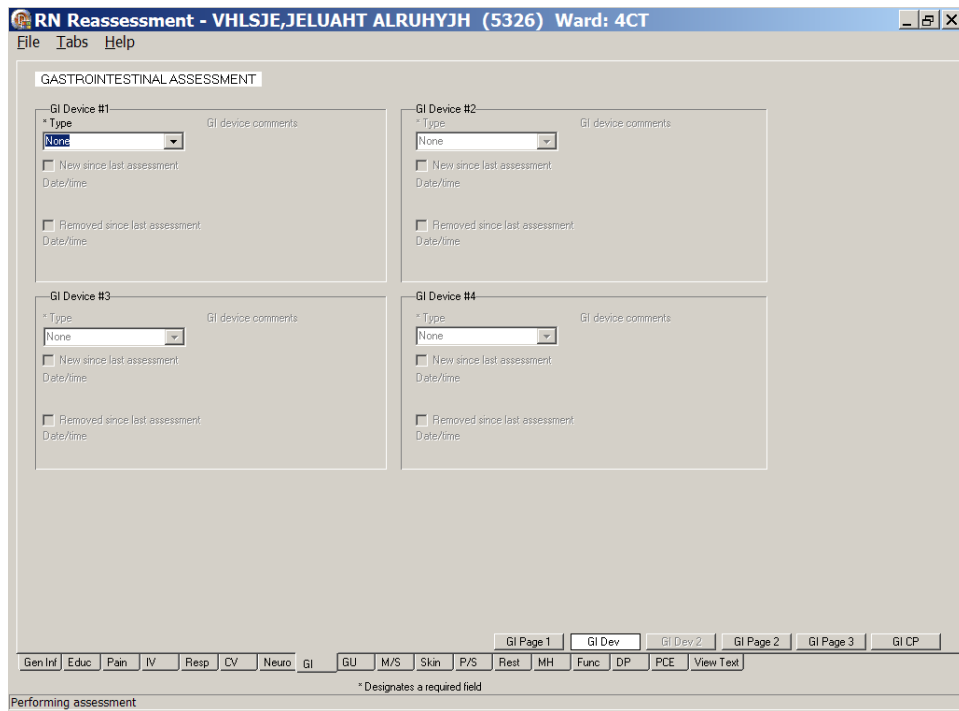 RN Reassessment - VHLSJE,JELUAHT ALRUHYJH (5326) Ward: 4CT
File Tabs Help
GASTROINTESTINAL ASSESSMENT
GI Device #1
* Type GI device comments
None
New since last assessment
Date/time
Removed since last assessment
Date/time
GI Device #2
* Type GI device comments
None
New since last assessment
Date/time
Removed since last assessment
Date/time
GI Device #3
* Type GI device comments
None
New since last assessment
Date/time
Removed since last assessment
Date/time
GI Device #4
* Type GI device comments
None
New since last assessment
Date/time
Removed since last assessment
Date/time
GI Page 1 GI Dev GI Dev 2 GI Page 2 GI Page 3 GI CP
Gen Inf Educ Pain IV Resp CV Neuro GI GU M/S Skin P/S Rest MH Func DP PCE View Text
* Designates a required field
Performing assessment